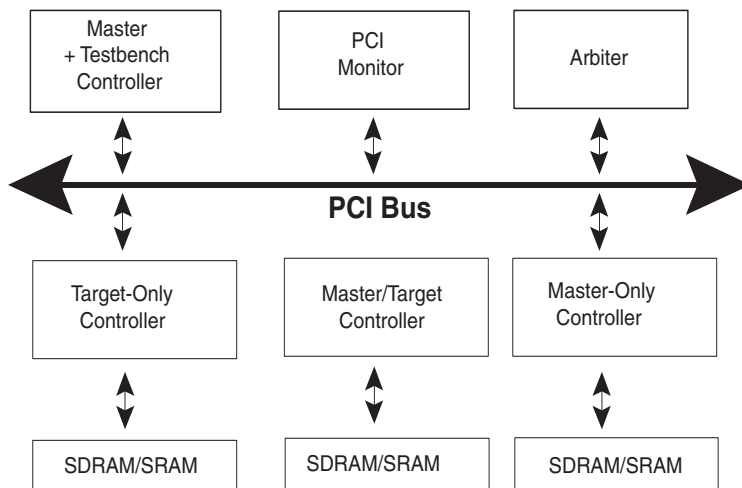 Master
+ Testbench
Controller
PCI
Monitor
Arbiter
PCI Bus
Target-Only
Controller
Master/Target
Controller
Master-Only
Controller
SDRAM/SRAM
SDRAM/SRAM
SDRAM/SRAM